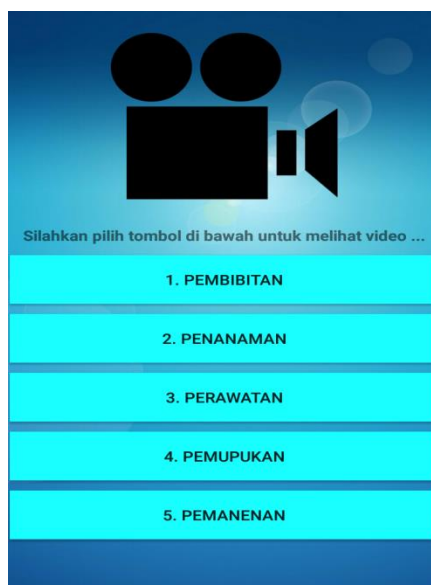 Silahkan pilih tombol di bawah untuk melihat video ...
1. PEMBIBITAN
2. PENANAMAN
3. PERAWATAN
4. PEMUPUKAN
5. PEMANENAN